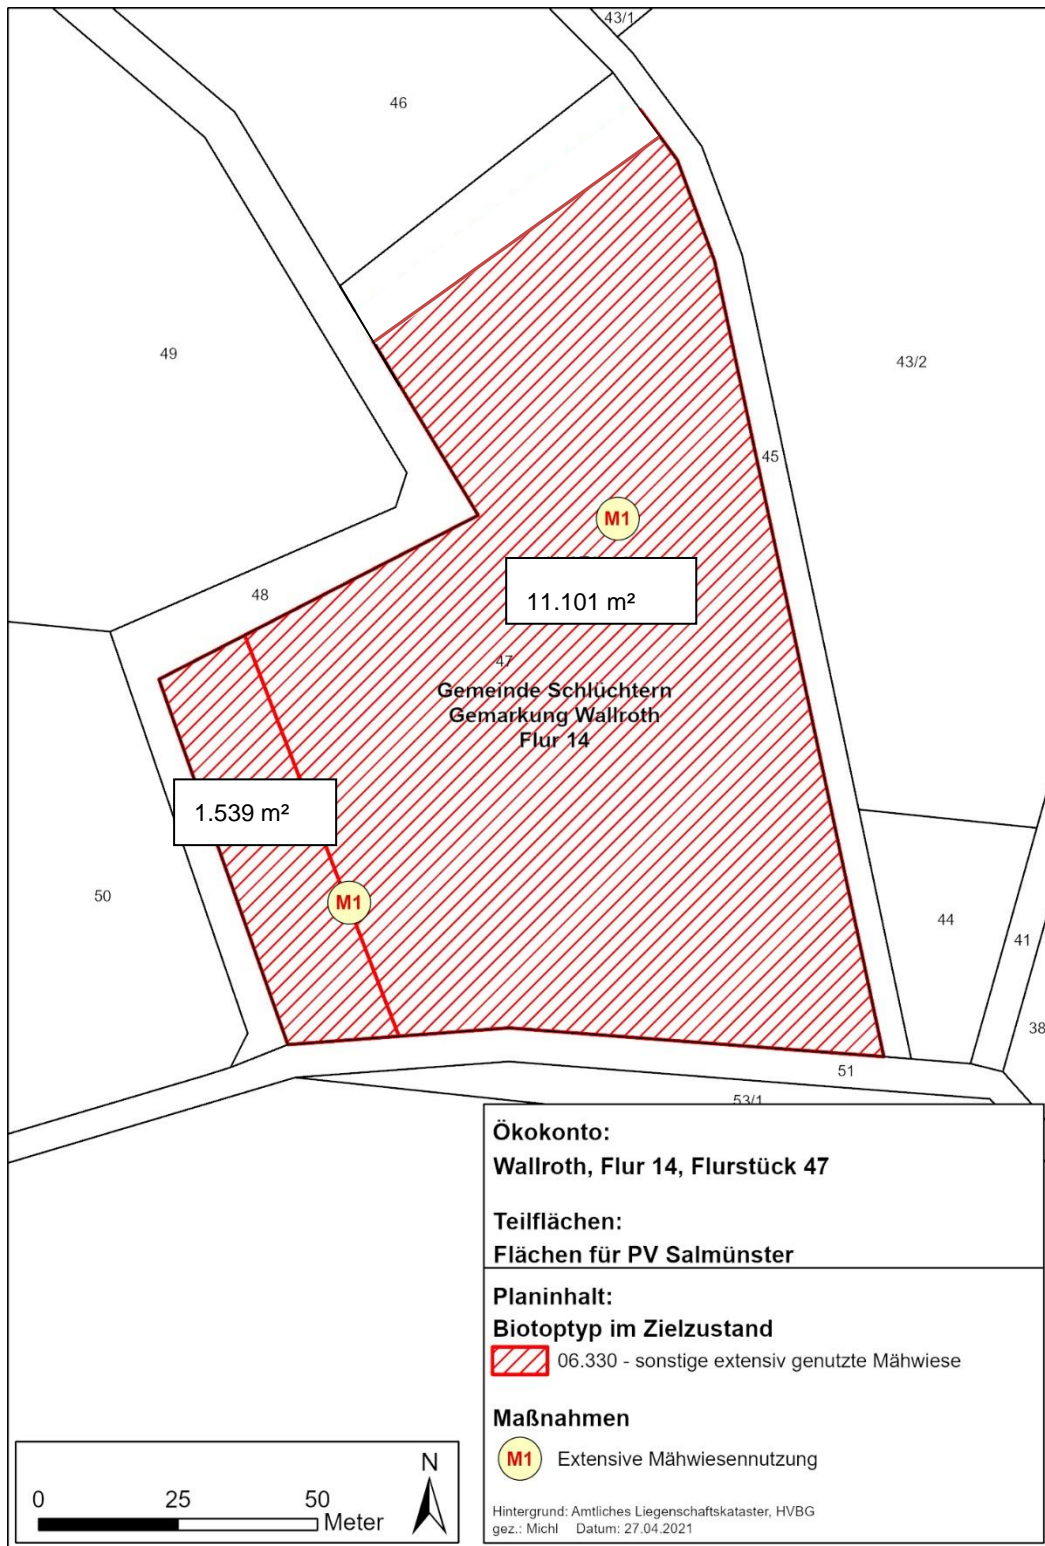 43/1
46
49
43/2
45
M1
11.101 m²
48
47
Gemeinde Schlüchtern
Gemarkung Wallroth
Flur 14
1.539 m²
50
M1
44
41
38
51
53/1
Ökokonto:
Wallroth, Flur 14, Flurstück 47
Teilflächen:
Flächen für PV Salmünster
Planinhalt:
Biotoptyp im Zielzustand
06.330 - sonstige extensiv genutzte Mähwiese
Maßnahmen
M1 Extensive Mähwiesennutzung
Hintergrund: Amtliches Liegenschaftskataster, HVBG
gez.: Michl Datum: 27.04.2021
N
0 25 50
Meter